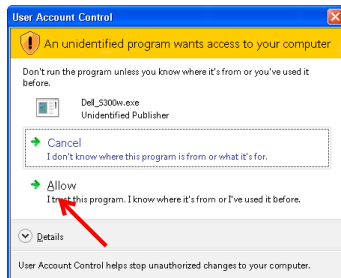 User Account Control
An unidentified program wants access to your computer
Don't run the program unless you know where it's from or you've used it
before.
Dell_S300w.exe
Unidentified Publisher
Cancel
I don't know where this program is from or what it's for.
Allow
I trust this program. I know where it's from or I've used it before.
Details
User Account Control helps stop unauthorized changes to your computer.